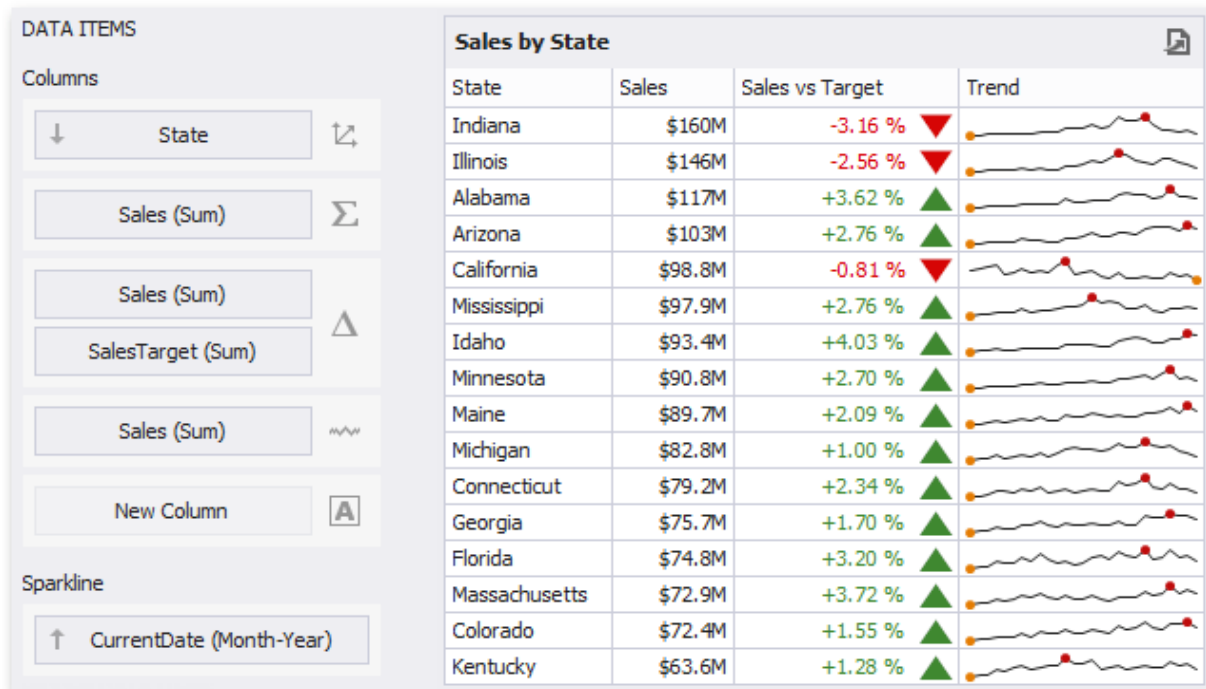 DATA ITEMS
Columns
State
Sales (Sum)
Sales (Sum)
SalesTarget (Sum)
Sales (Sum)
New Column
A
Sparkline
CurrentDate (Month-Year)
Sales by State
State Sales Sales vs Target Trend
Indiana $160M -3.16 %
Illinois $146M -2.56 %
Alabama $117M +3.62 %
Arizona $103M +2.76 %
California $98.8M -0.81 %
Mississippi $97.9M +2.76 %
Idaho $93.4M +4.03 %
Minnesota $90.8M +2.70 %
Maine $89.7M +2.09 %
Michigan $82.8M +1.00 %
Connecticut $79.2M +2.34 %
Georgia $75.7M +1.70 %
Florida $74.8M +3.20 %
Massachusetts $72.9M +3.72 %
Colorado $72.4M +1.55 %
Kentucky $63.6M +1.28 %